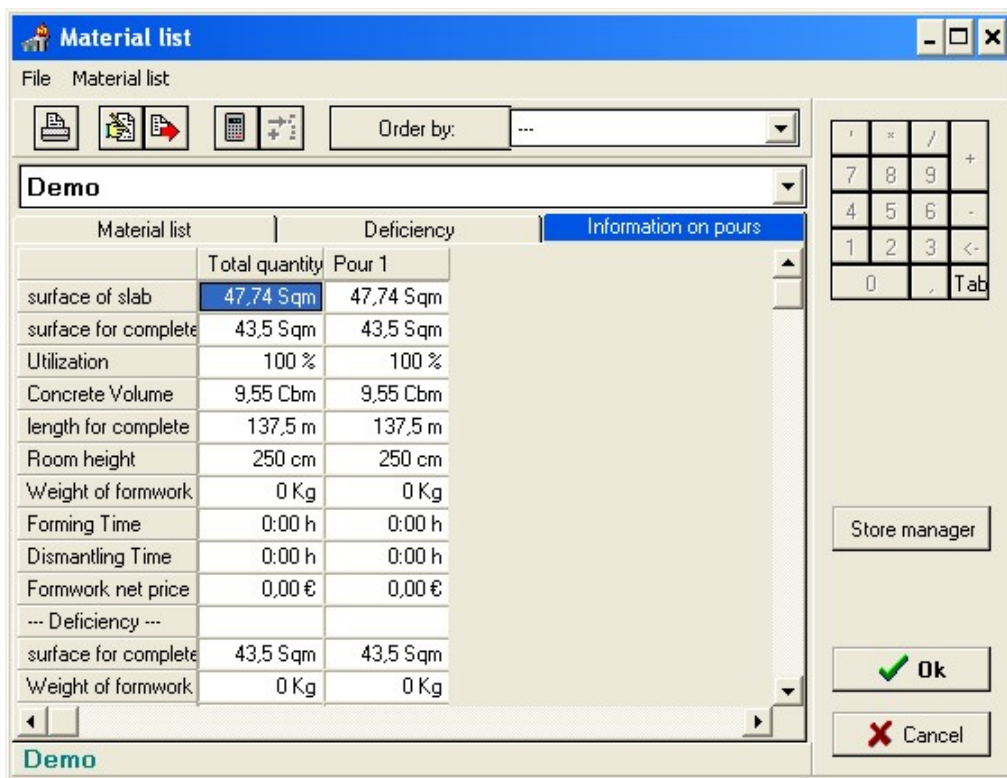 Material list
File Material list
Order by: ---
Demo
Material list Deficiency Information on pours
Total quantity Pour 1
surface of slab 47,74 Sqm 47,74 Sqm
surface for complete 43,5 Sqm 43,5 Sqm
Utilization 100 % 100 %
Concrete Volume 9,55 Cbm 9,55 Cbm
length for complete 137,5 m 137,5 m
Room height 250 cm 250 cm
Weight of formwork 0 Kg 0 Kg
Forming Time 0:00 h 0:00 h
Dismantling Time 0:00 h 0:00 h
Formwork net price 0,00 € 0,00 €
--- Deficiency ---
surface for complete 43,5 Sqm 43,5 Sqm
Weight of formwork 0 Kg 0 Kg
Demo
' * / +
7 8 9
4 5 6 -
1 2 3 <-
0 , Tab
Store manager
Ok
Cancel